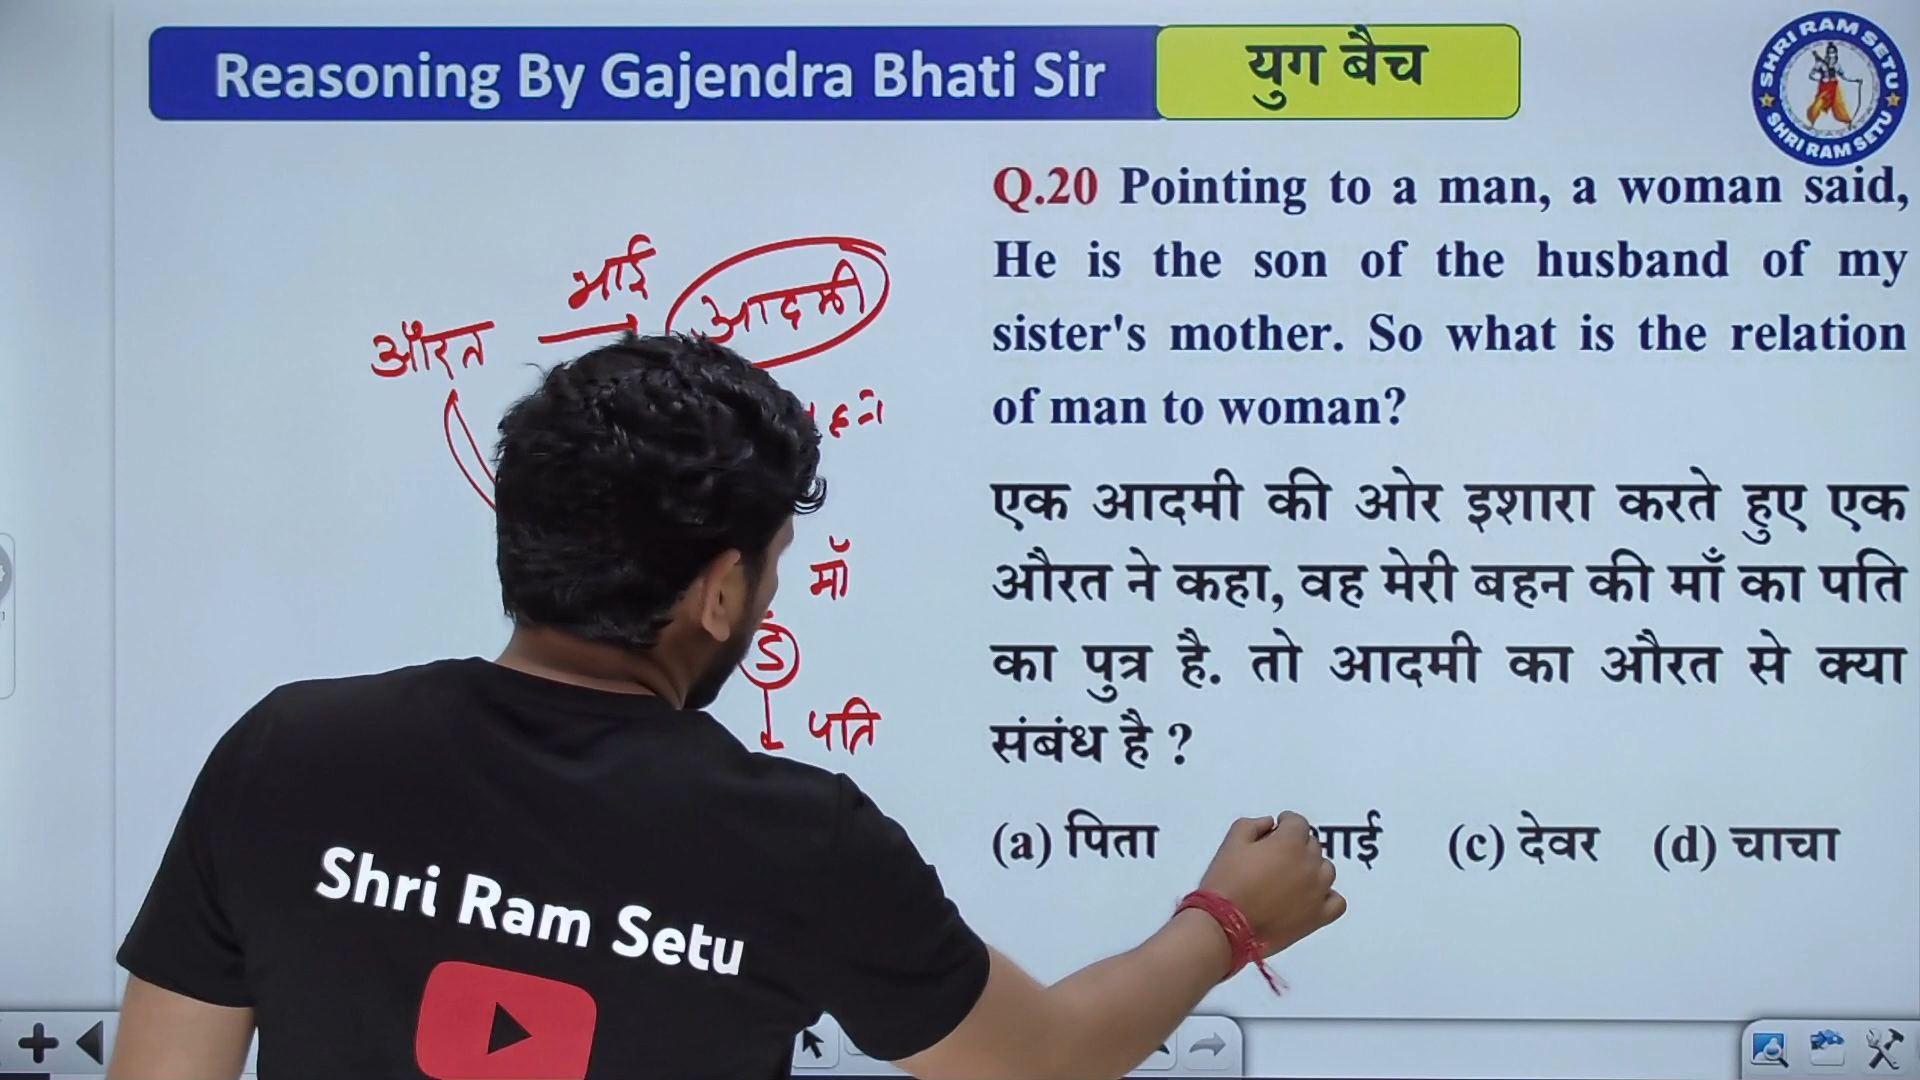 Reasoning By Gajendra Bhati Sir
युग बैच
SHRI RAM SETU
SHRI RAM SETU
Q.20 Pointing to a man, a woman said,
He is the son of the husband of my
sister's mother. So what is the relation
of man to woman?
एक आदमी की ओर इशारा करते हुए एक
औरत ने कहा, वह मेरी बहन की माँ का पति
का पुत्र है. तो आदमी का औरत से क्या
संबंध है ?
(a) पिता भाई (c) देवर (d) चाचा
भाई
आदमी
औरत
माँ
पति
Shri Ram Setu